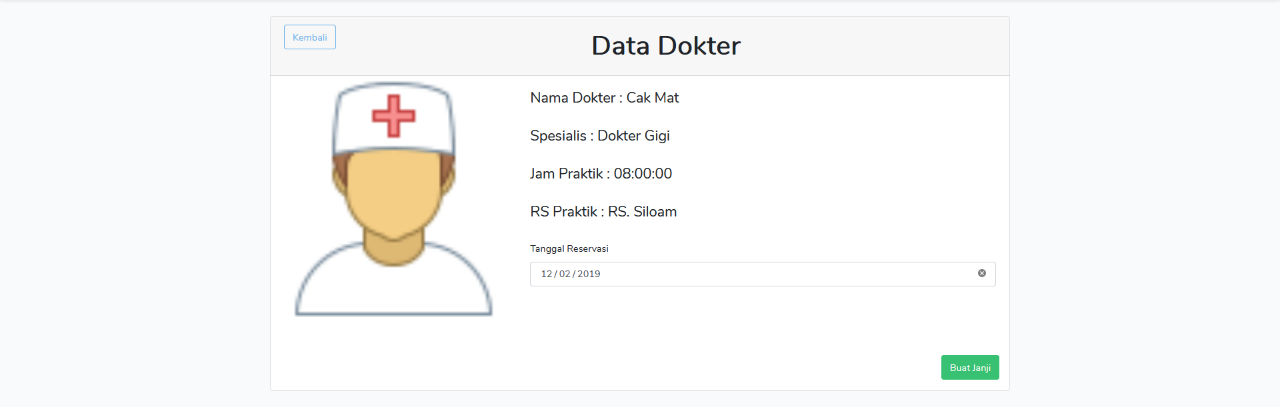 Kembali
Data Dokter
Nama Dokter : Cak Mat
Spesialis : Dokter Gigi
Jam Praktik : 08:00:00
RS Praktik : RS. Siloam
Tanggal Reservasi
12 / 02 / 2019
Buat Janji